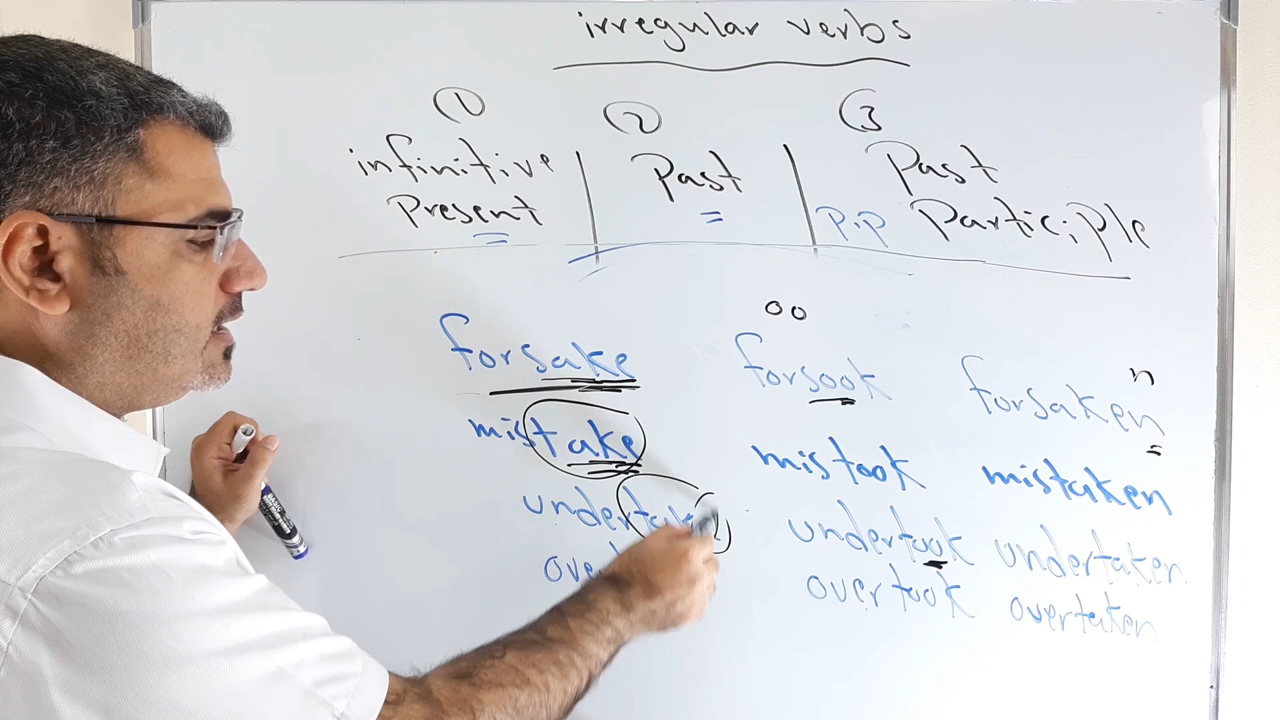 irregular verbs
1 2 3
infinitive Past Past
Present p.p Participle
oo
forsake forsook forsaken n
mistake mistook mistaken
undertake undertook undertaken
overtook overtaken